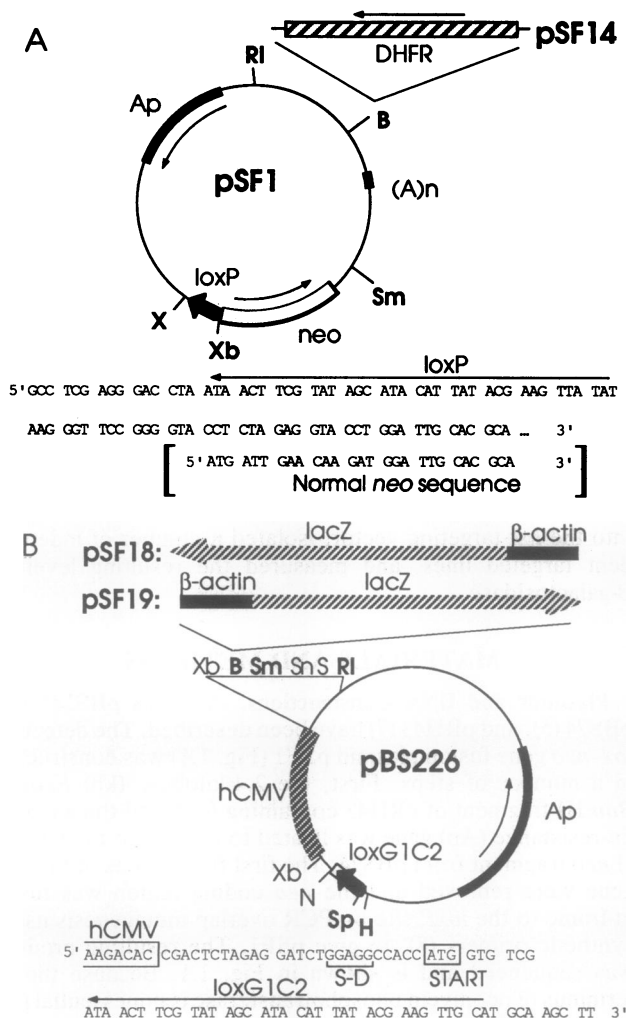 A
pSF14
DHFR
RI
B
Ap
pSF1
(A)n
loxP
Sm
X
Xb
neo
loxP
5'GCC TCG AGG GAC CTA ATA ACT TCG TAT AGC ATA CAT TAT ACG AAG TTA TAT
AAG GGT TCC GGG GTA CCT CTA GAG GTA CCT GGA TTG CAC GCA ... 3'
5'ATG ATT GAA CAA GAT GGA TTG CAC GCA 3'
Normal neo sequence
B
lacZ
β-actin
pSF18:
β-actin
lacZ
pSF19:
Xb B Sm Sn S RI
pBS226
hCMV
Ap
loxG1C2
Xb
N
Sp H
hCMV
5' AAGACAC CGACTCTAGAG GATCTGGAGGCCACC ATG GTG TCG
S-D
START
loxG1C2
ATA ACT TCG TAT AGC ATA CAT TAT ACG AAG TTG CAT GCA AGC TT 3'